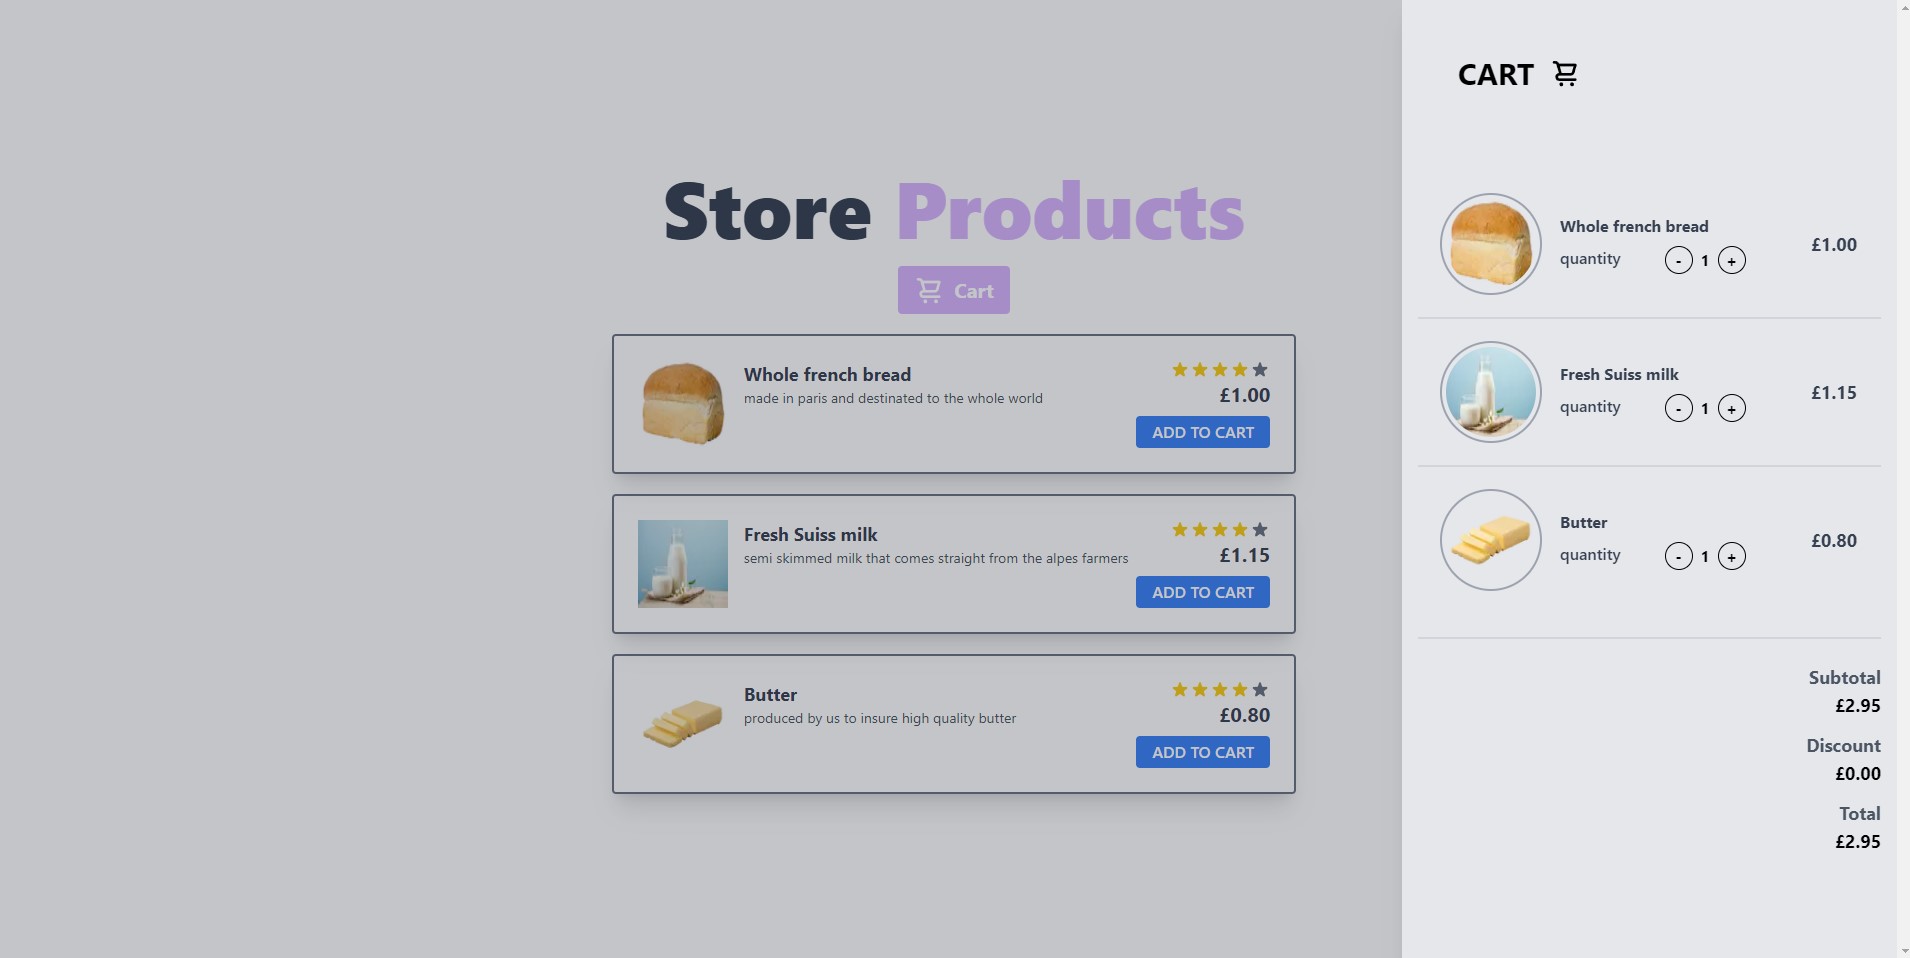 Store Products
Cart
Whole french bread
made in paris and destinated to the whole world
£1.00
ADD TO CART
Fresh Suiss milk
semi skimmed milk that comes straight from the alpes farmers
£1.15
ADD TO CART
Butter
produced by us to insure high quality butter
£0.80
ADD TO CART
CART
Whole french bread
quantity - 1 +
£1.00
Fresh Suiss milk
quantity - 1 +
£1.15
Butter
quantity - 1 +
£0.80
Subtotal
£2.95
Discount
£0.00
Total
£2.95